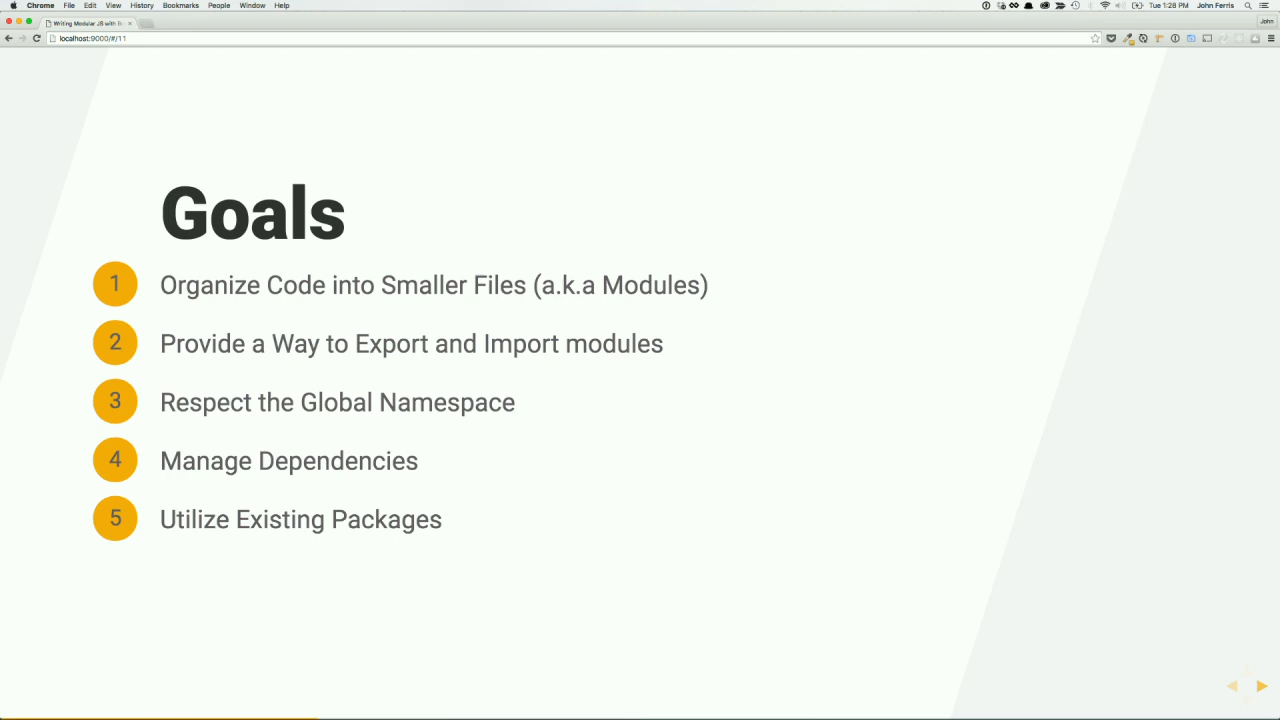 Chrome File Edit View History Bookmarks People Window Help Tue 1:28 PM John Ferris
Writing Modular JS with
John
localhost:9000/#/11
Goals
1 Organize Code into Smaller Files (a.k.a Modules)
2 Provide a Way to Export and Import modules
3 Respect the Global Namespace
4 Manage Dependencies
5 Utilize Existing Packages